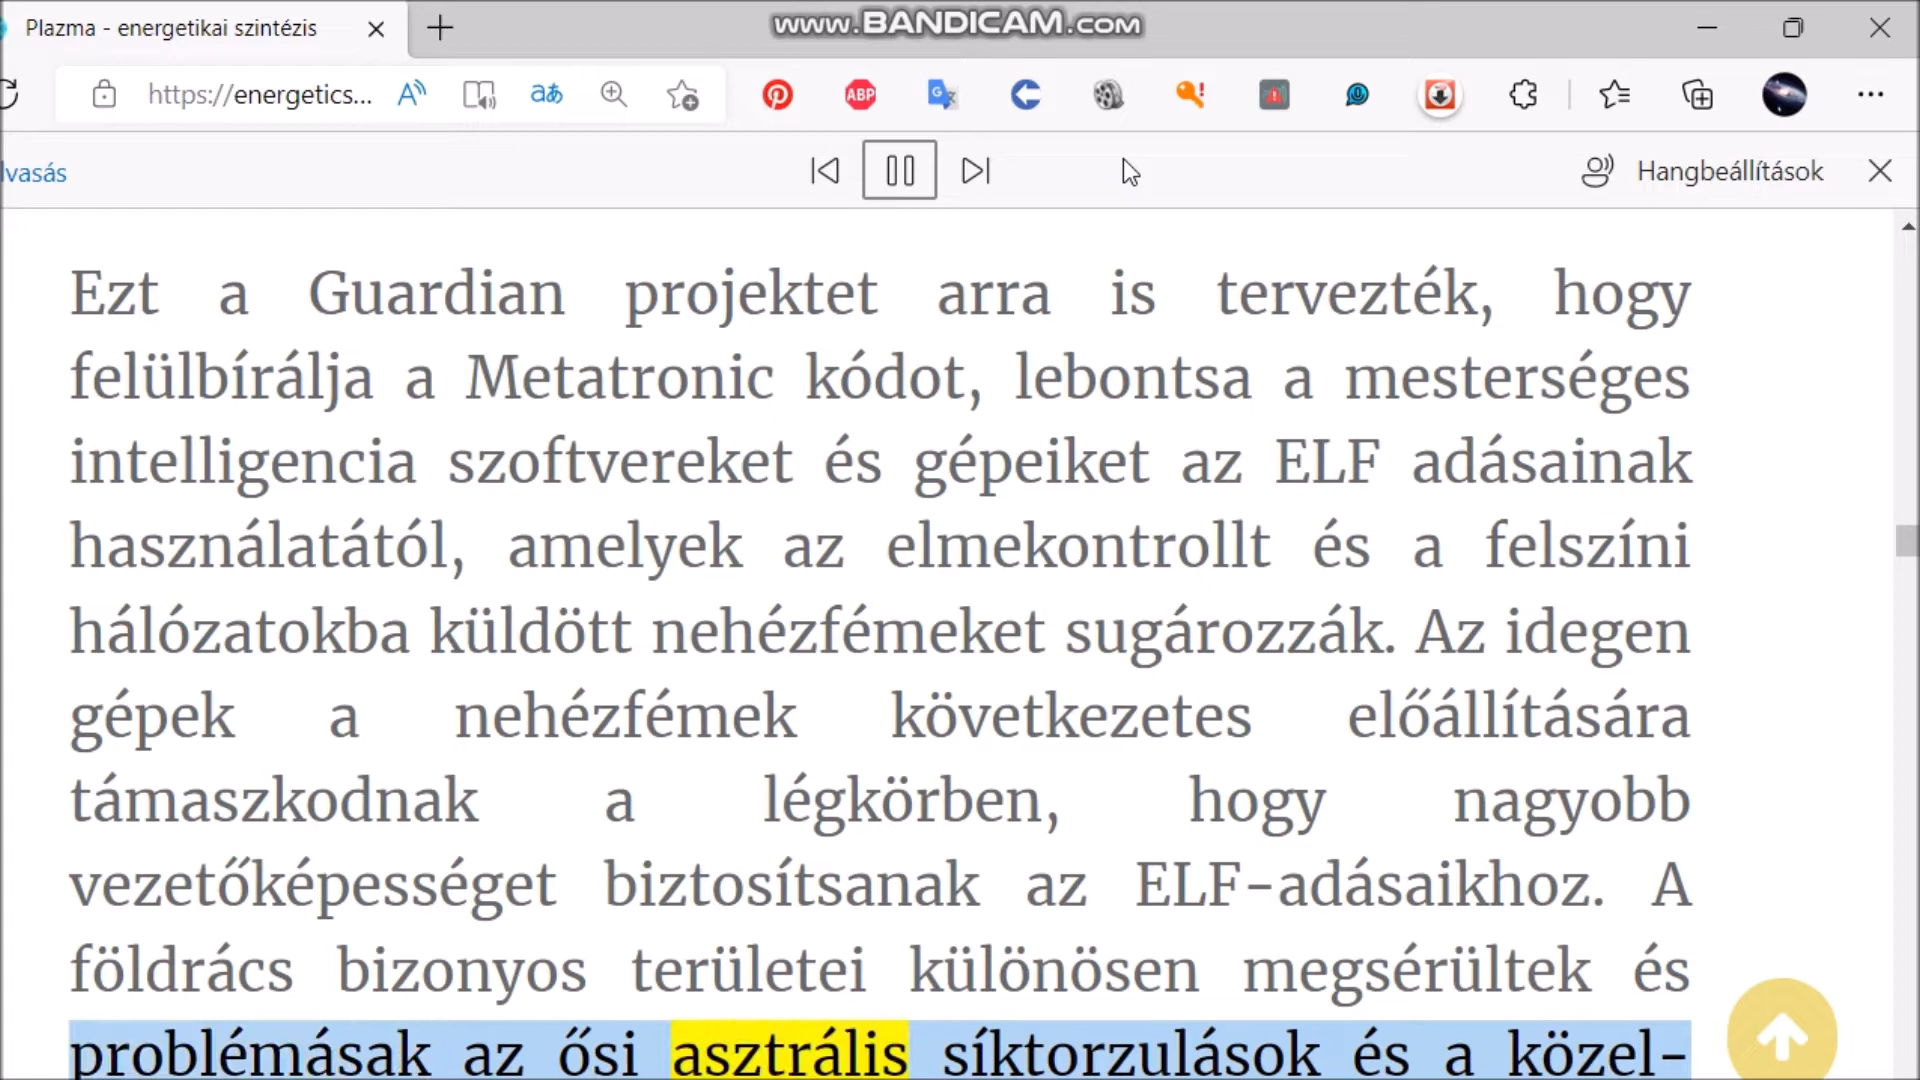 Plazma - energetikai szintézis
www.BANDICAM.com
https://energetics...
aあ
ABP
lvasás
Hangbeállítások
Ezt a Guardian projektet arra is tervezték, hogy
felülbírálja a Metatronic kódot, lebontsa a mesterséges
intelligencia szoftvereket és gépeiket az ELF adásainak
használatától, amelyek az elmekontrollt és a felszíni
hálózatokba küldött nehézfémeket sugározzák. Az idegen
gépek a nehézfémek következetes előállítására
támaszkodnak a légkörben, hogy nagyobb
vezetőképességet biztosítsanak az ELF-adásaikhoz. A
földrács bizonyos területei különösen megsérültek és
problémásak az ősi asztrális síktorzulások és a közel-